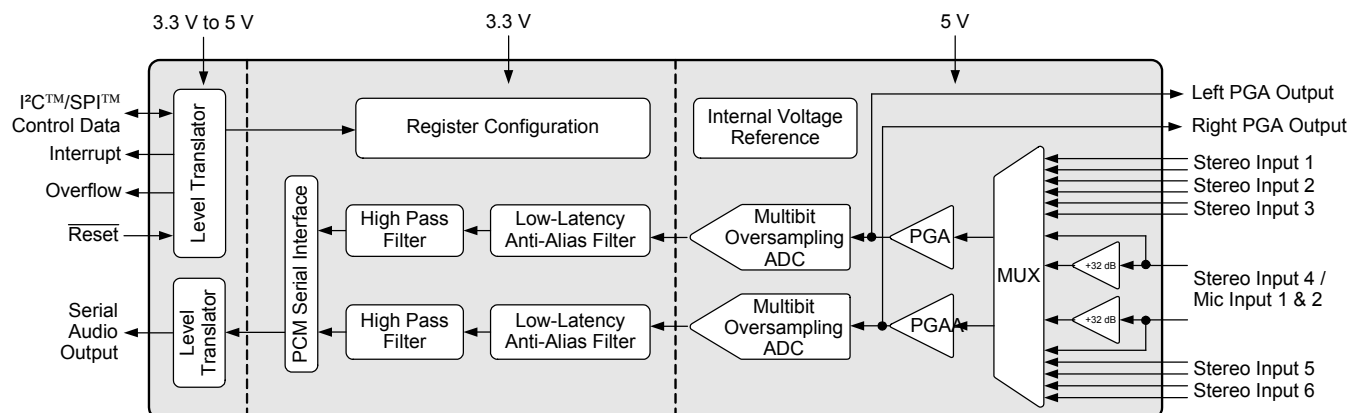 3.3 V to 5 V
3.3 V
5 V
I²C™/SPI™
Control Data
Interrupt
Overflow
Reset
Serial
Audio
Output
Level Translator
Level
Translator
Register Configuration
PCM Serial Interface
High Pass
Filter
Low-Latency
Anti-Alias Filter
High Pass
Filter
Low-Latency
Anti-Alias Filter
Internal Voltage
Reference
Multibit
Oversampling
ADC
Multibit
Oversampling
ADC
PGA
PGAA
MUX
+32 dB
+32 dB
Left PGA Output
Right PGA Output
Stereo Input 1
Stereo Input 2
Stereo Input 3
Stereo Input 4 /
Mic Input 1 & 2
Stereo Input 5
Stereo Input 6